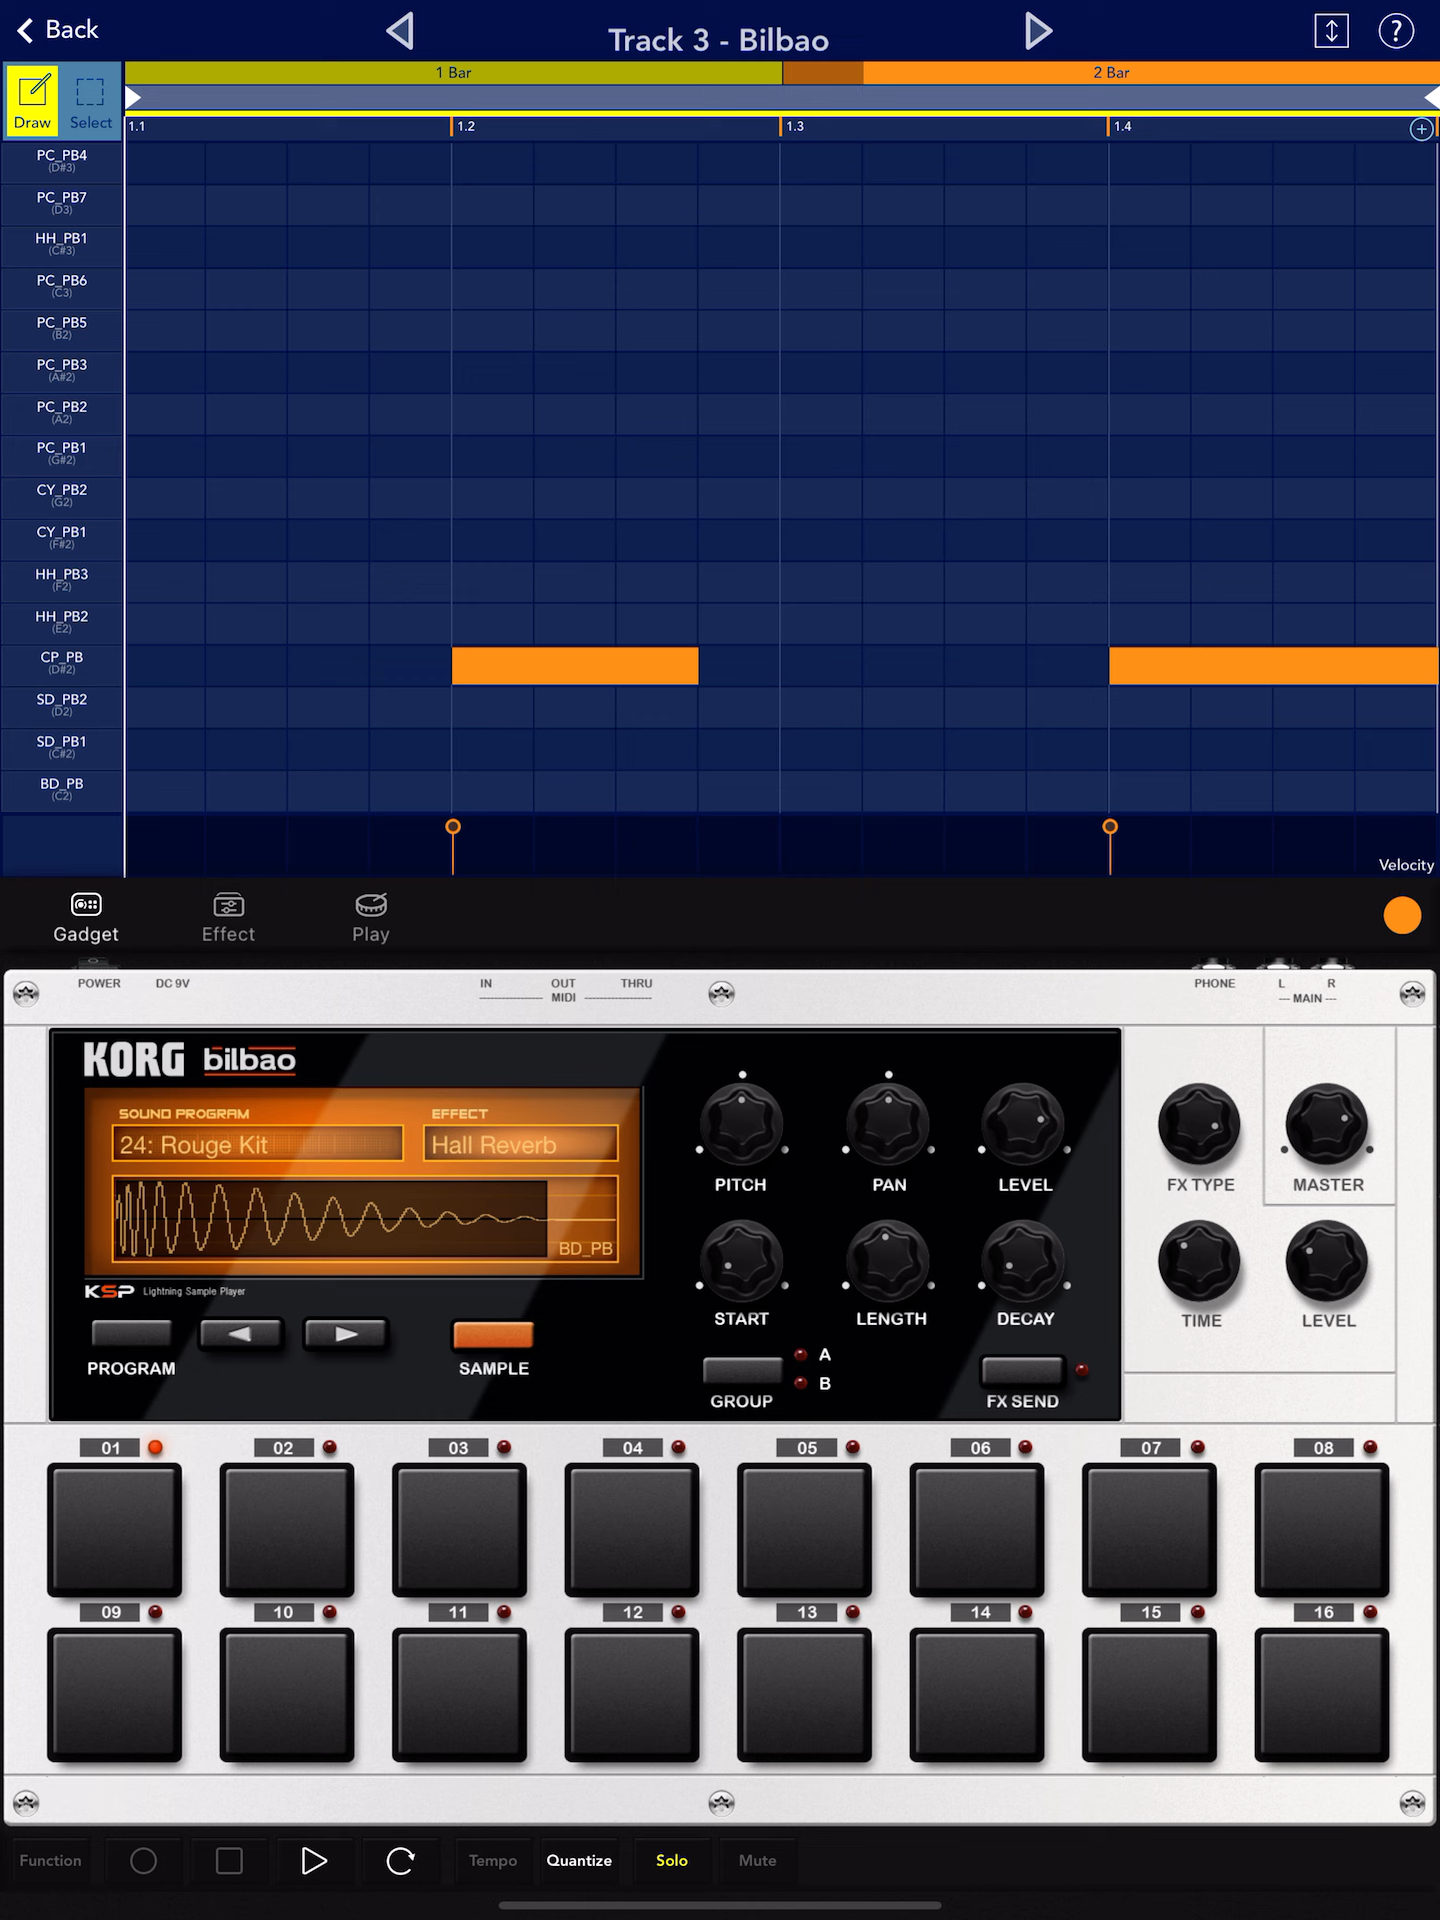 Back
Track 3 - Bilbao
?
1 Bar
2 Bar
Draw
Select
1.1
1.2
1.3
1.4
PC_PB4
(D#3)
PC_PB7
(D3)
HH_PB1
(C#3)
PC_PB6
(C3)
PC_PB5
(B2)
PC_PB3
(A#2)
PC_PB2
(A2)
PC_PB1
(G#2)
CY_PB2
(G2)
CY_PB1
(F#2)
HH_PB3
(F2)
HH_PB2
(E2)
CP_PB
(D#2)
SD_PB2
(D2)
SD_PB1
(C#2)
BD_PB
(C2)
Velocity
Gadget
Effect
Play
POWER
DC 9V
IN
OUT
THRU
MIDI
PHONE
L
R
MAIN
KORG bilbao
SOUND PROGRAM
EFFECT
24: Rouge Kit
Hall Reverb
BD_PB
KSP Lightning Sample Player
PROGRAM
SAMPLE
PITCH
PAN
LEVEL
FX TYPE
MASTER
START
LENGTH
DECAY
TIME
LEVEL
A
B
GROUP
FX SEND
01
02
03
04
05
06
07
08
09
10
11
12
13
14
15
16
Function
Tempo
Quantize
Solo
Mute